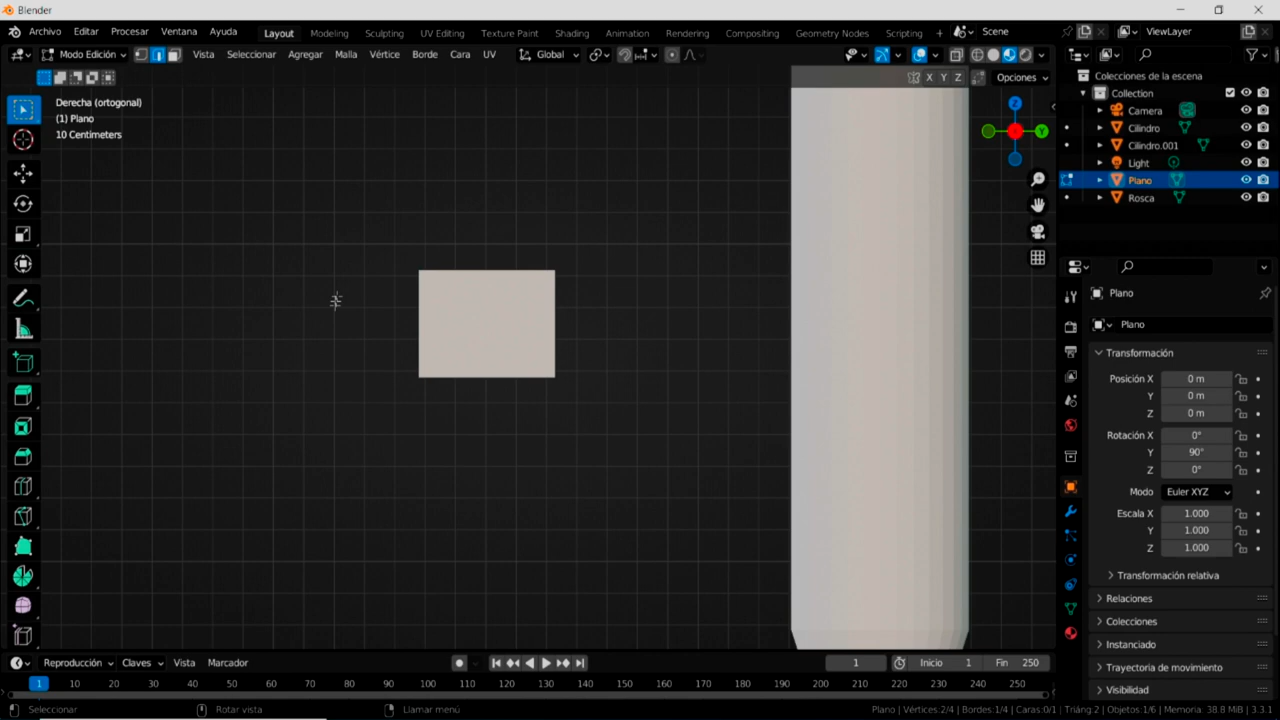 Blender
Archivo Editar Procesar Ventana Ayuda Layout Modeling Sculpting UV Editing Texture Paint Shading Animation Rendering Compositing Geometry Nodes Scripting + Scene ViewLayer
Modo Edición Vista Seleccionar Agregar Malla Vértice Borde Cara UV Global
X Y Z Opciones
Colecciones de la escena
Collection
Camera
Cilindro
Cilindro.001
Light
Plano
Rosca
Derecha (ortogonal)
(1) Plano
10 Centimeters
Z
Y
Plano
Plano
Transformación
Posición X 0 m
Y 0 m
Z 0 m
Rotación X 0°
Y 90°
Z 0°
Modo Euler XYZ
Escala X 1.000
Y 1.000
Z 1.000
Transformación relativa
Relaciones
Colecciones
Instanciado
Trayectoria de movimiento
Visibilidad
Reproducción Claves Vista Marcador 1 Inicio 1 Fin 250
1 10 20 30 40 50 60 70 80 90 100 110 120 130 140 150 160 170 180 190 200 210 220 230 240 250
Seleccionar Rotar vista Llamar menú Plano | Vértices:2/4 | Bordes:1/4 | Caras:0/1 | Triáng:2 | Objetos:1/6 | Memoria: 38.8 MiB | 3.3.1